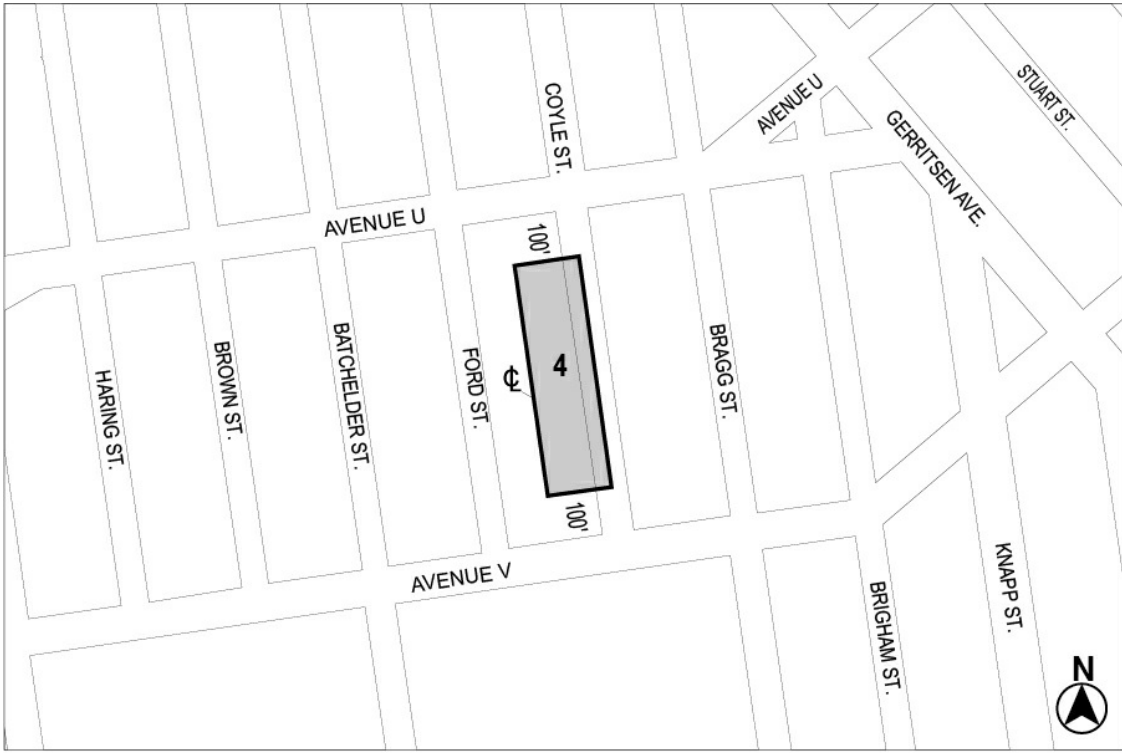 COYLE ST.
STUART ST.
AVENUE U
GERRITSEN AVE.
AVENUE U
100'
HARING ST.
BROWN ST.
BATCHELDER ST.
FORD ST.
℄
4
BRAGG ST.
100'
AVENUE V
BRIGHAM ST.
KNAPP ST.
N